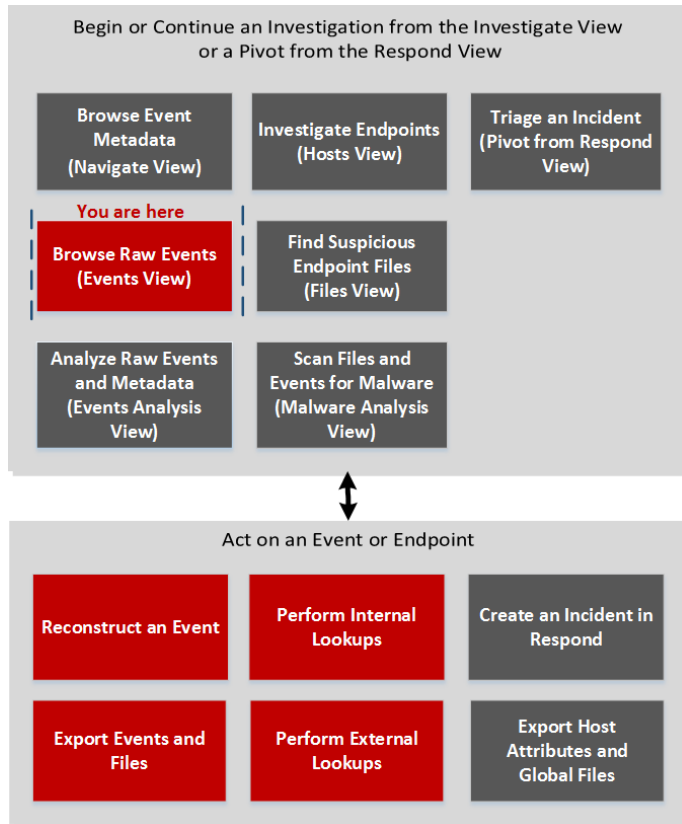 Begin or Continue an Investigation from the Investigate View
or a Pivot from the Respond View
Browse Event
Metadata
(Navigate View)
Investigate Endpoints
(Hosts View)
Triage an Incident
(Pivot from Respond
View)
You are here
Browse Raw Events
(Events View)
Find Suspicious
Endpoint Files
(Files View)
Analyze Raw Events
and Metadata
(Events Analysis
View)
Scan Files and
Events for Malware
(Malware Analysis
View)
Act on an Event or Endpoint
Reconstruct an Event
Perform Internal
Lookups
Create an Incident in
Respond
Export Events and
Files
Perform External
Lookups
Export Host
Attributes and
Global Files